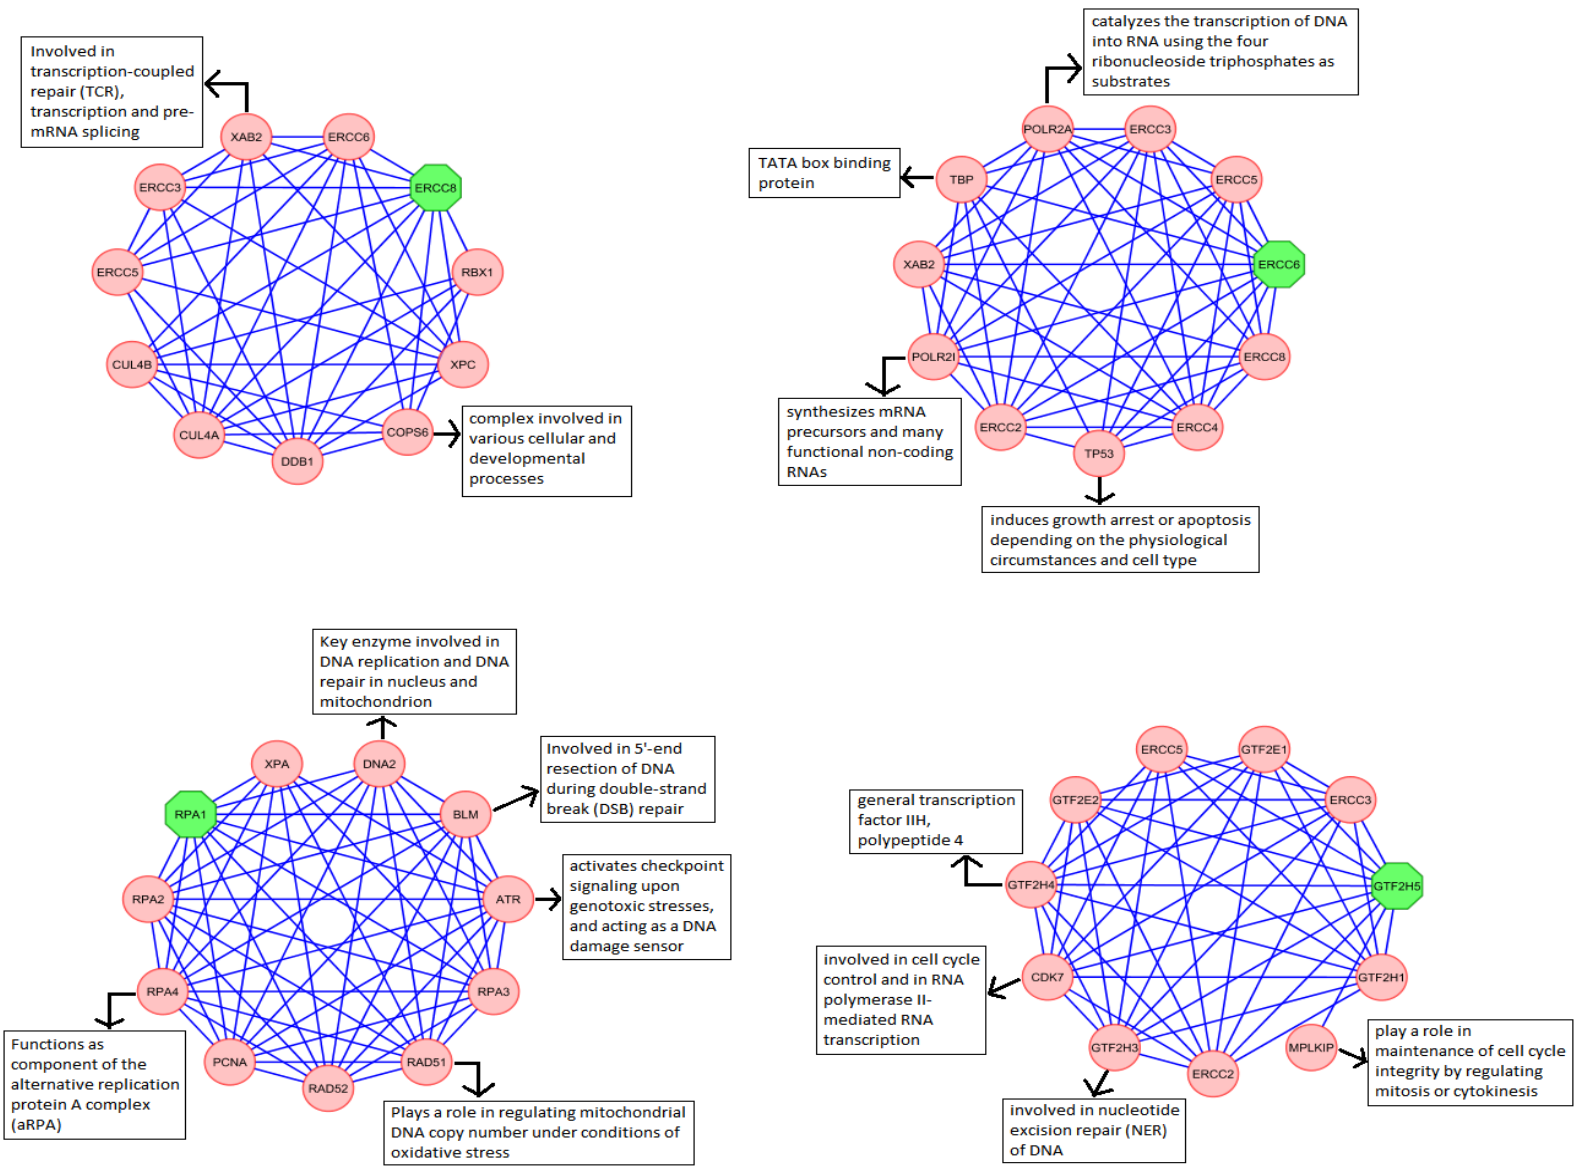 Involved in
transcription-coupled
repair (TCR),
transcription and pre-
mRNA splicing
XAB2
ERCC6
ERCC3
ERCC8
ERCC5
RBX1
CUL4B
XPC
CUL4A
COPS6
DDB1
complex involved in
various cellular and
developmental
processes
catalyzes the transcription of DNA
into RNA using the four
ribonucleoside triphosphates as
substrates
TATA box binding
protein
POLR2A
ERCC3
TBP
ERCC5
XAB2
ERCC6
POLR2I
ERCC8
ERCC2
ERCC4
TP53
synthesizes mRNA
precursors and many
functional non-coding
RNAs
induces growth arrest or apoptosis
depending on the physiological
circumstances and cell type
Key enzyme involved in
DNA replication and DNA
repair in nucleus and
mitochondrion
Involved in 5'-end
resection of DNA
during double-strand
break (DSB) repair
XPA
DNA2
RPA1
BLM
activates checkpoint
signaling upon
genotoxic stresses,
and acting as a DNA
damage sensor
RPA2
ATR
RPA4
RPA3
PCNA
RAD51
RAD52
Functions as
component of the
alternative replication
protein A complex
(aRPA)
Plays a role in regulating mitochondrial
DNA copy number under conditions of
oxidative stress
ERCC5
GTF2E1
GTF2E2
ERCC3
general transcription
factor IIH,
polypeptide 4
GTF2H4
GTF2H5
CDK7
GTF2H1
involved in cell cycle
control and in RNA
polymerase II-
mediated RNA
transcription
GTF2H3
MPLKIP
ERCC2
play a role in
maintenance of cell cycle
integrity by regulating
mitosis or cytokinesis
involved in nucleotide
excision repair (NER)
of DNA